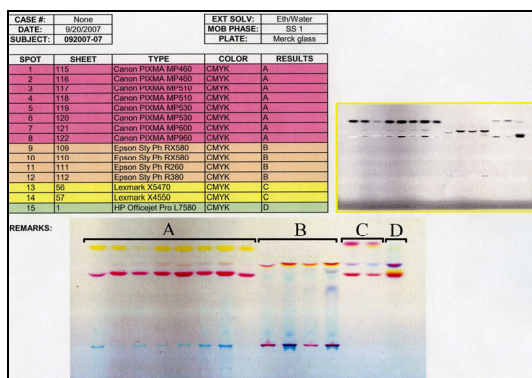 CASE #: None EXT SOLV: Eth/Water
DATE: 9/20/2007 MOB PHASE: SS 1
SUBJECT: 092007-07 PLATE: Merck glass
SPOT SHEET TYPE COLOR RESULTS
1 115 Canon PIXMA MP460 CMYK A
2 116 Canon PIXMA MP460 CMYK A
3 117 Canon PIXMA MP510 CMYK A
4 118 Canon PIXMA MP510 CMYK A
5 119 Canon PIXMA MP530 CMYK A
6 120 Canon PIXMA MP530 CMYK A
7 121 Canon PIXMA MP600 CMYK A
8 122 Canon PIXMA MP960 CMYK A
9 109 Epson Sty Ph RX580 CMYK B
10 110 Epson Sty Ph RX580 CMYK B
11 111 Epson Sty Ph R260 CMYK B
12 112 Epson Sty Ph R380 CMYK B
13 56 Lexmark X5470 CMYK C
14 57 Lexmark X4550 CMYK C
15 1 HP Officejet Pro L7580 CMYK D
REMARKS:
A B C D